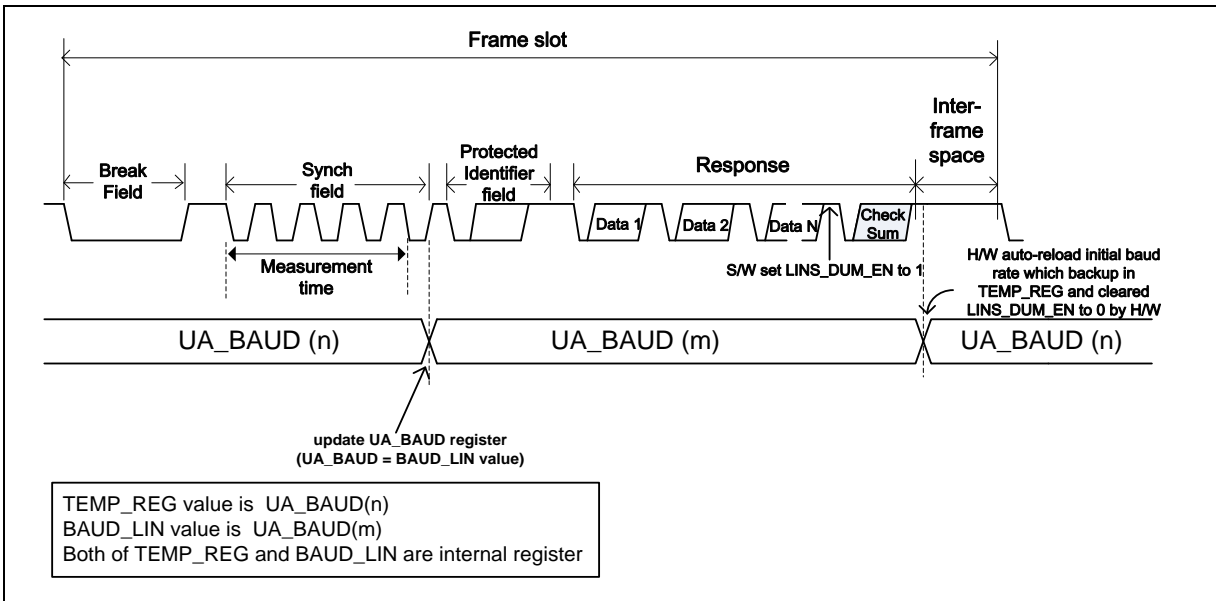 Frame slot
Inter-
frame
space
Break
Field
Synch
field
Protected
Identifier
field
Response
Data 1
Data 2
Data N
Check
Sum
Measurement
time
S/W set LINS_DUM_EN to 1
H/W auto-reload initial baud
rate which backup in
TEMP_REG and cleared
LINS_DUM_EN to 0 by H/W
UA_BAUD (n)
UA_BAUD (m)
UA_BAUD (n)
update UA_BAUD register
(UA_BAUD = BAUD_LIN value)
TEMP_REG value is UA_BAUD(n)
BAUD_LIN value is UA_BAUD(m)
Both of TEMP_REG and BAUD_LIN are internal register